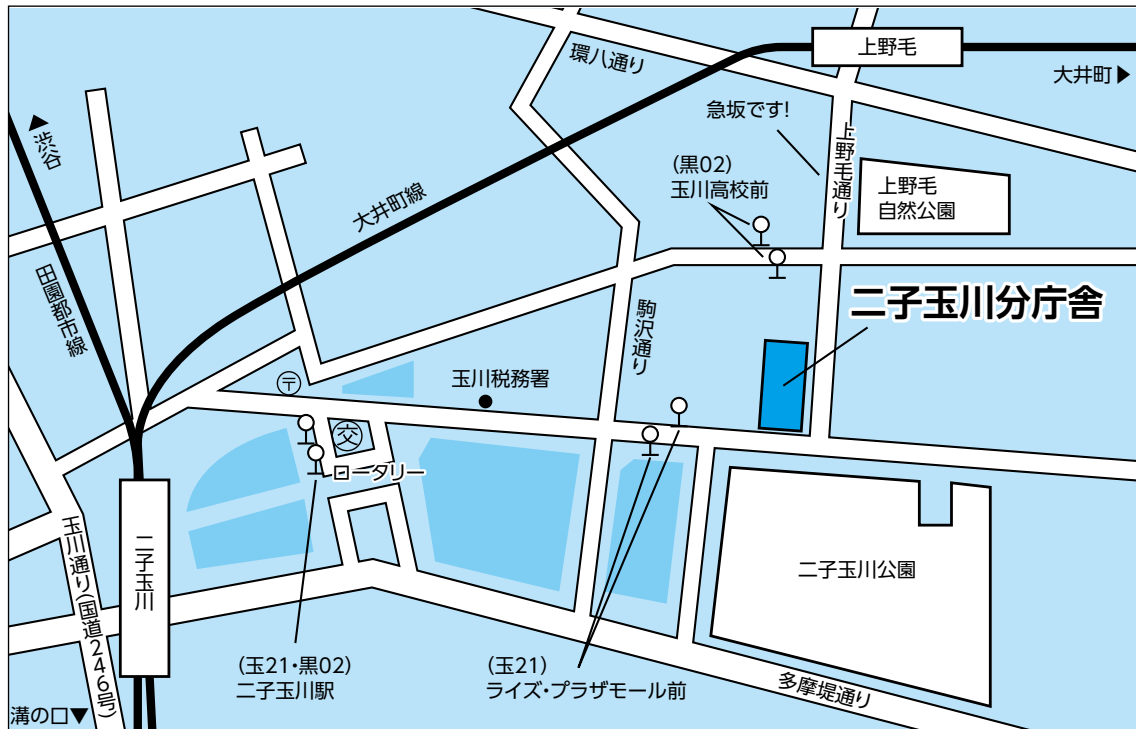 上野毛
環八通り
大井町▶
急坂です!
▲渋谷
上野毛通り
(黒02)
玉川高校前
上野毛
自然公園
大井町線
田園都市線
二子玉川分庁舎
駒沢通り
〒
玉川税務署
交
ロータリー
二子玉川
玉川通り(国道246号)
二子玉川公園
(玉21・黒02)
二子玉川駅
(玉21)
ライズ・プラザモール前
多摩堤通り
溝の口▼